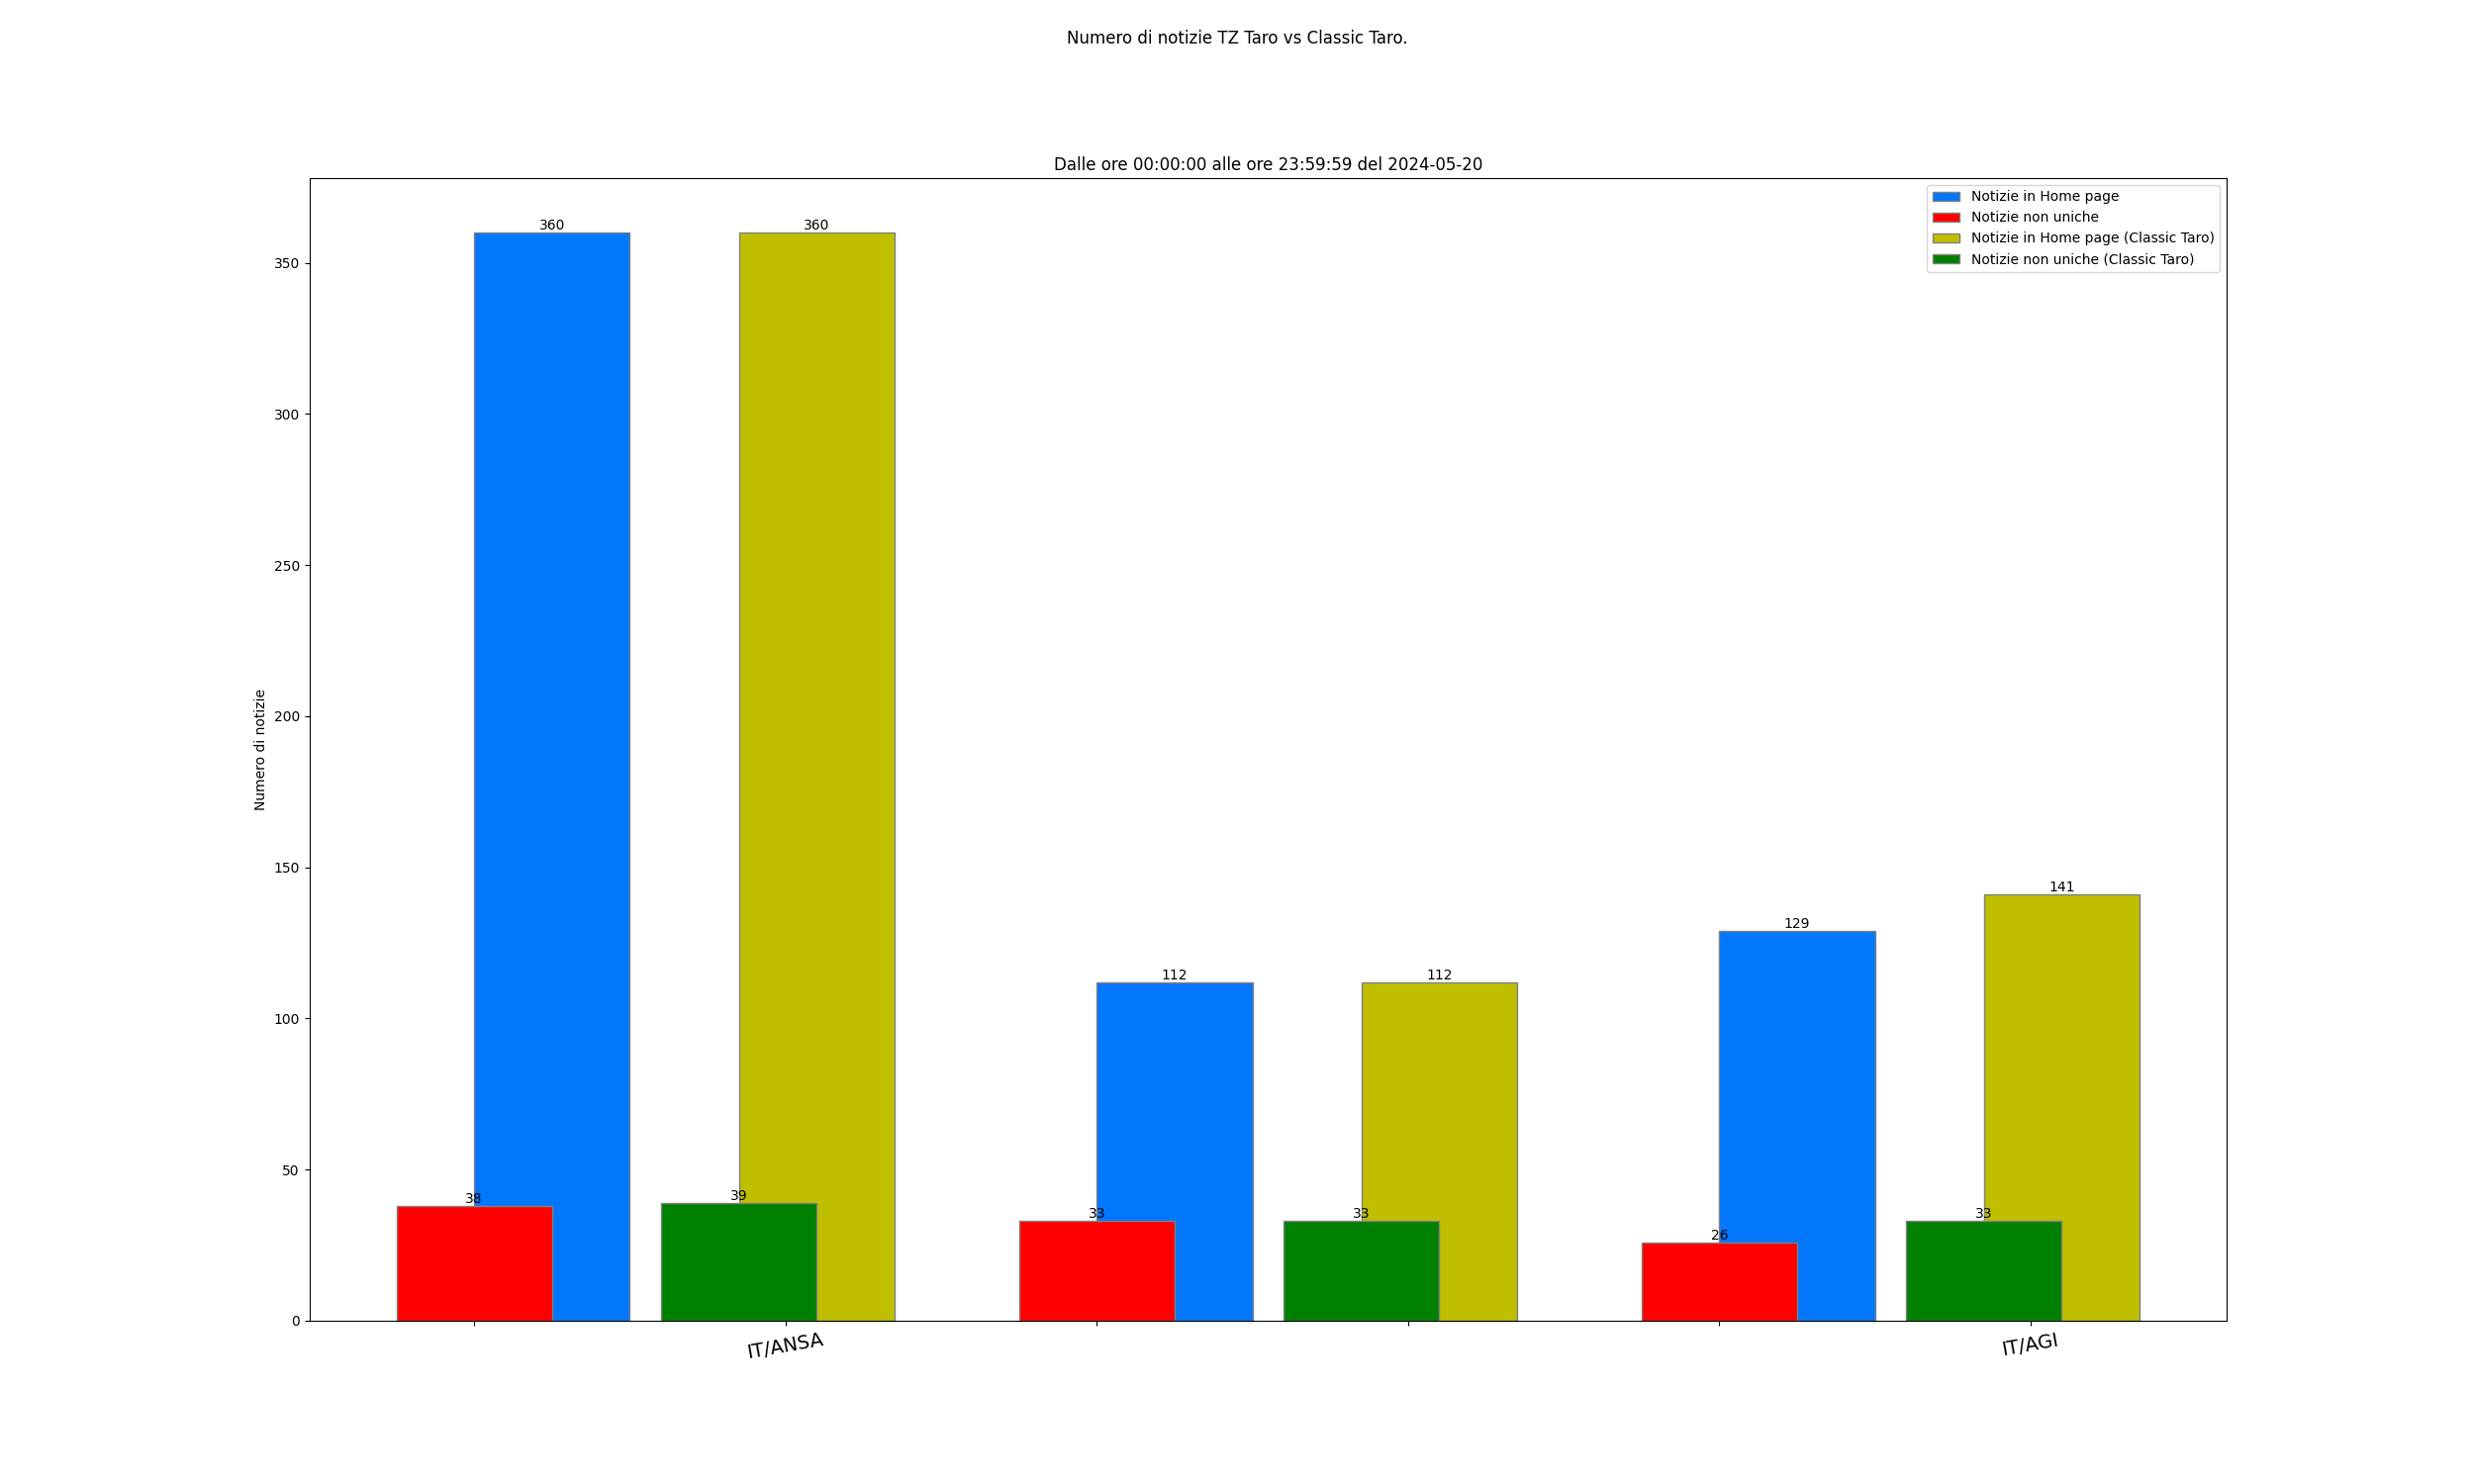 Numero di notizie TZ Taro vs Classic Taro.
Dalle ore 00:00:00 alle ore 23:59:59 del 2024-05-20
Notizie in Home page
Notizie non uniche
Notizie in Home page (Classic Taro)
Notizie non uniche (Classic Taro)
Numero di notizie
350
300
250
200
150
100
50
0
360
360
38
39
112
112
33
33
129
141
26
33
IT/ANSA
IT/AGI